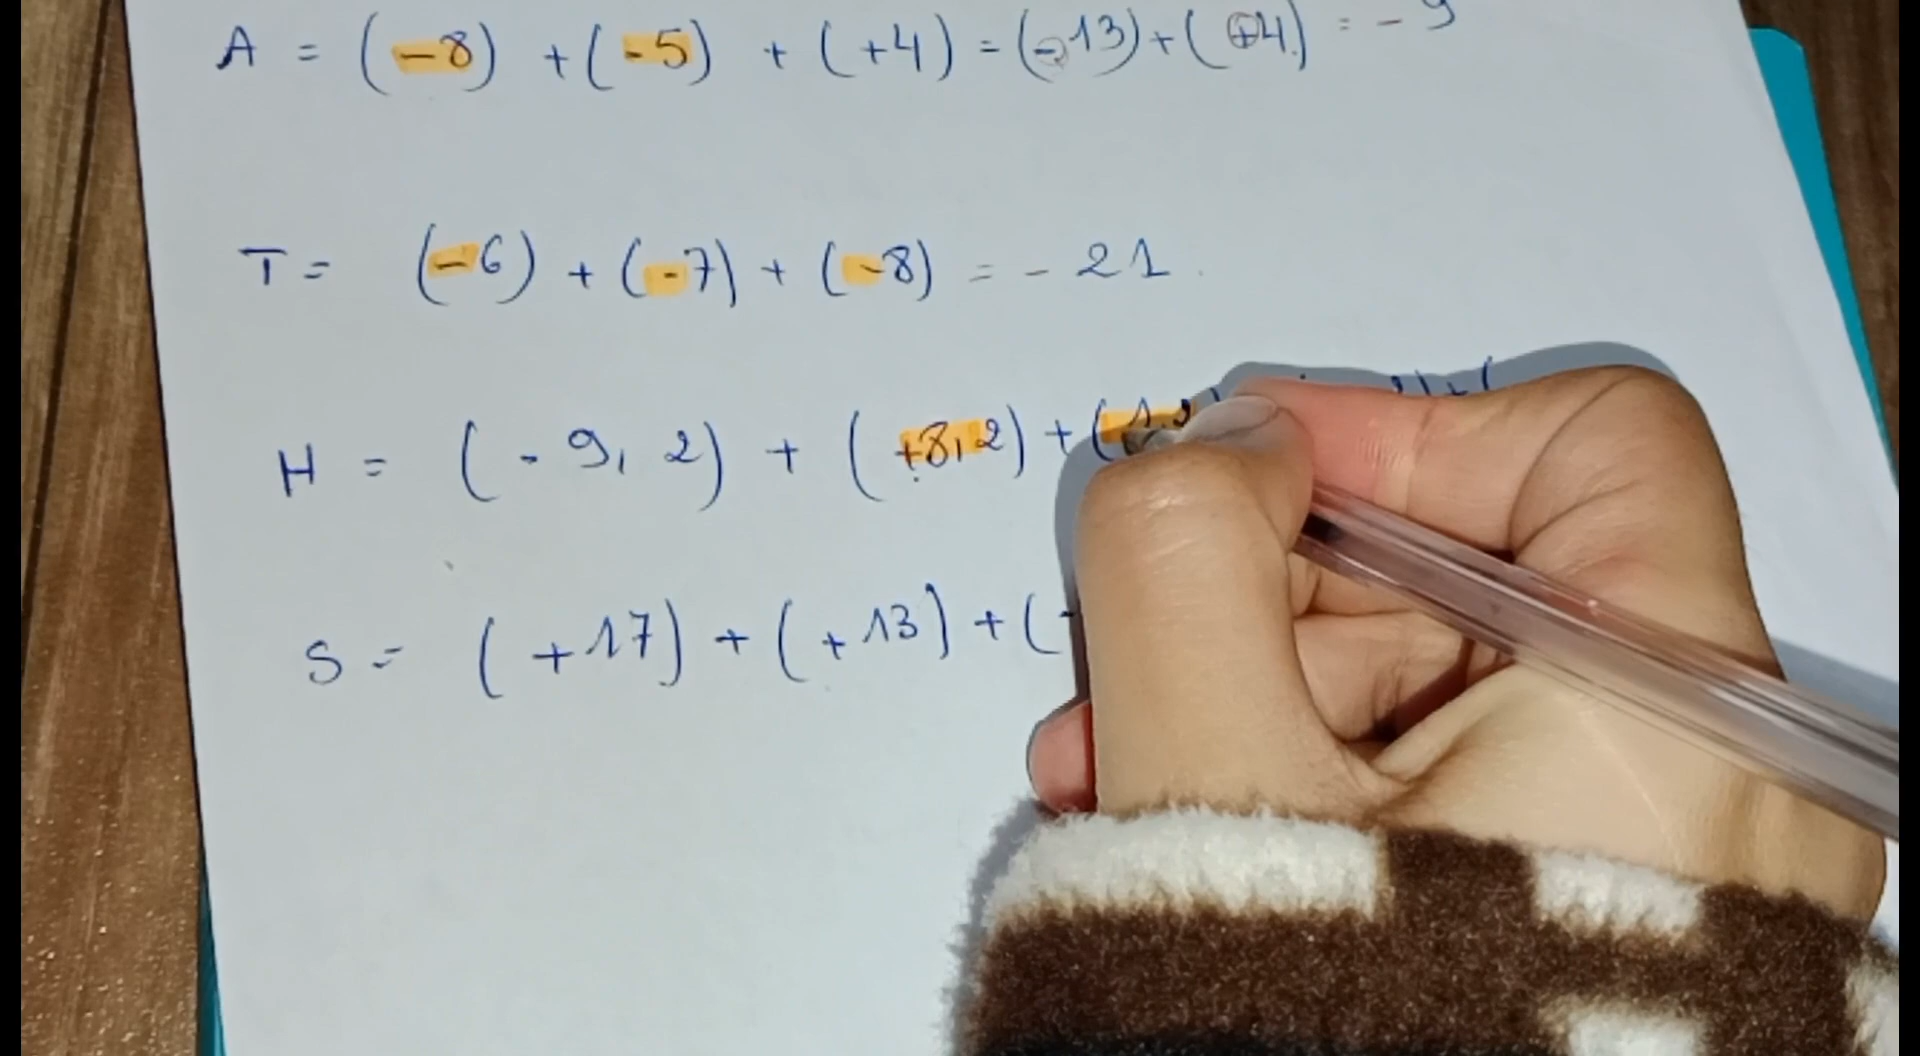 A = (-8) + (-5) + (+4) = (-13) + (+4) = - 9
T = (-6) + (-7) + (-8) = - 21
H = (- 9, 2) + (+8,2) + (
S = (+17) + (+13) + (-